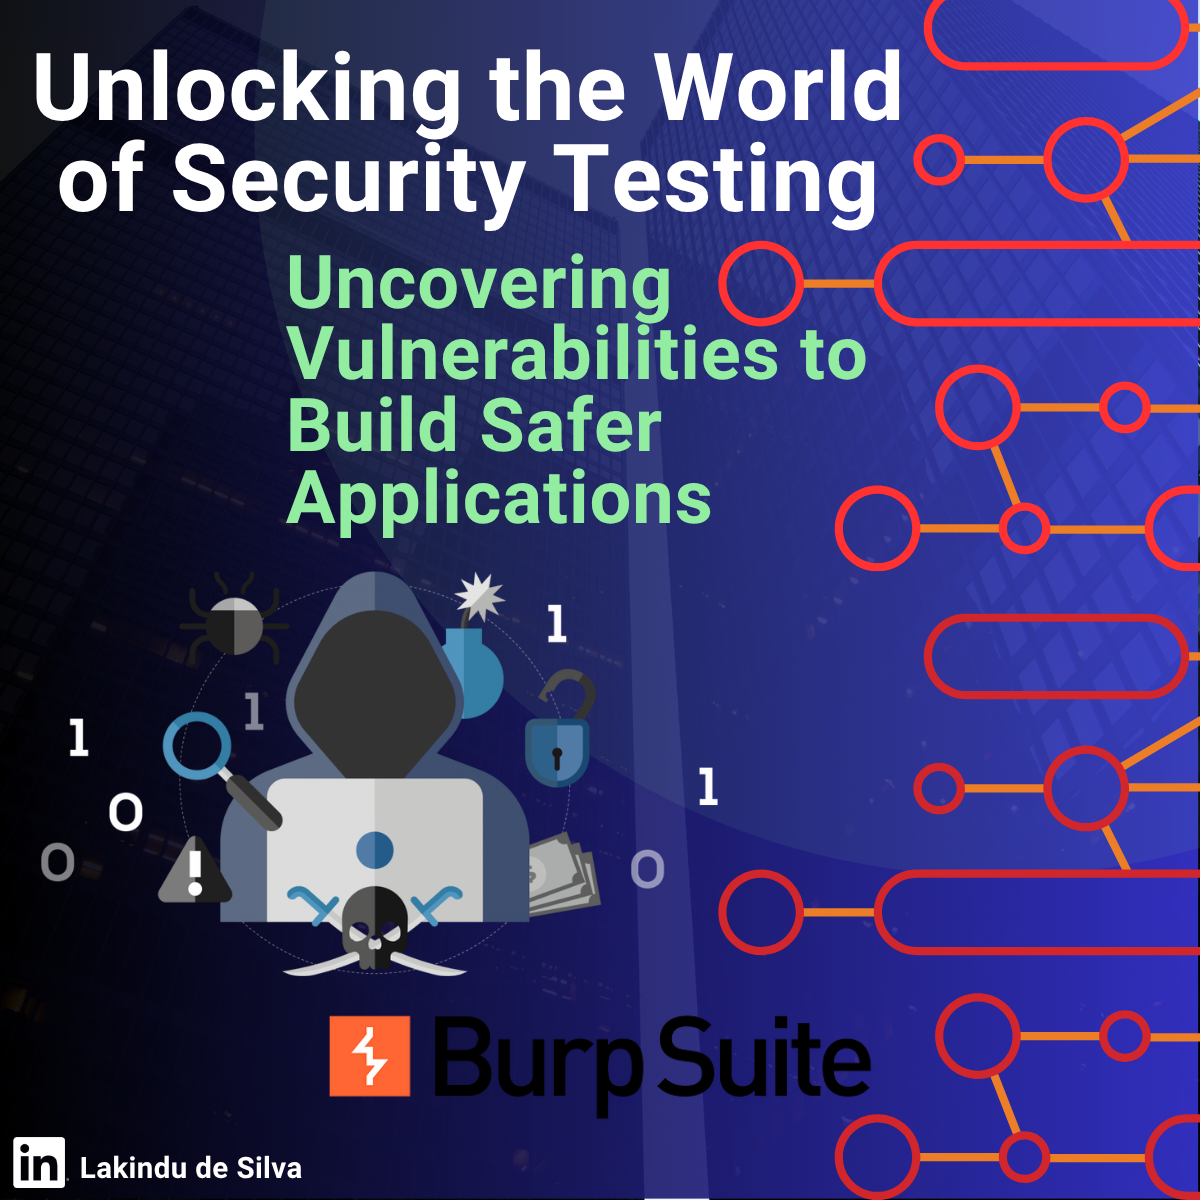 Unlocking the World
of Security Testing
Uncovering
Vulnerabilities to
Build Safer
Applications
1
1
1
0
1
0
0
Burp Suite
in Lakindu de Silva